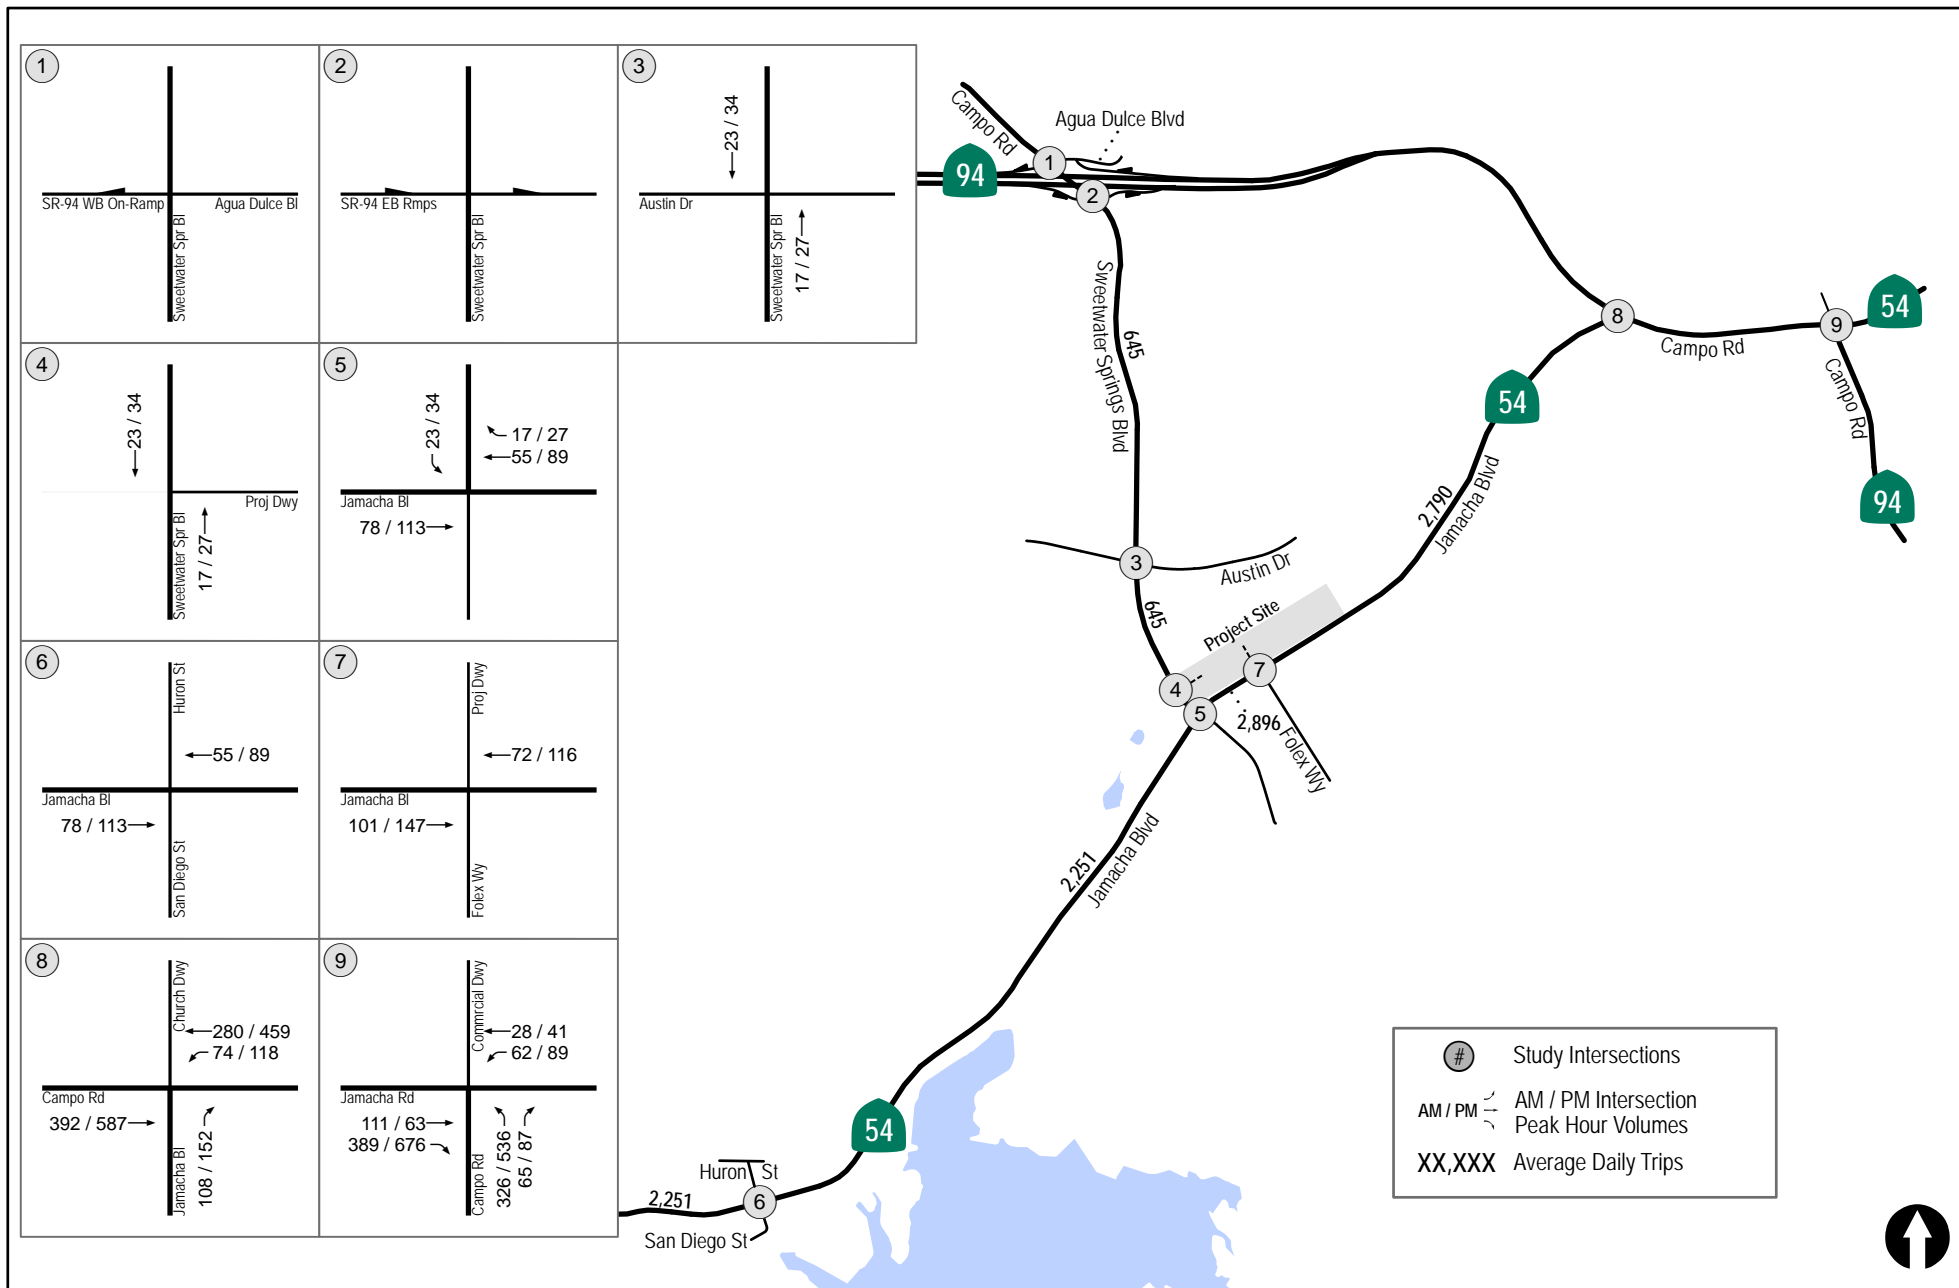 1
SR-94 WB On-Ramp
Agua Dulce Bl
Sweetwater Spr Bl
2
SR-94 EB Rmps
Sweetwater Spr Bl
3
23 / 34
Austin Dr
Sweetwater Spr Bl
17 / 27
4
23 / 34
Proj Dwy
Sweetwater Spr Bl
17 / 27
5
23 / 34
17 / 27
55 / 89
Jamacha Bl
78 / 113
6
Huron St
55 / 89
Jamacha Bl
78 / 113
San Diego St
7
Proj Dwy
72 / 116
Jamacha Bl
101 / 147
Folex Wy
8
Church Dwy
280 / 459
74 / 118
Campo Rd
392 / 587
Jamacha Bl
108 / 152
9
Commrcial Dwy
28 / 41
62 / 89
Jamacha Rd
111 / 63
389 / 676
Campo Rd
326 / 536
65 / 87
Campo Rd
Agua Dulce Blvd
94
1
2
Sweetwater Springs Blvd
645
8
Campo Rd
9
54
Campo Rd
94
54
2,790
Jamacha Blvd
3
Austin Dr
645
Project Site
4
7
5
2,896
Folex Wy
2,251
Jamacha Blvd
54
Huron St
6
2,251
San Diego St
# Study Intersections
AM / PM AM / PM Intersection
Peak Hour Volumes
XX,XXX Average Daily Trips